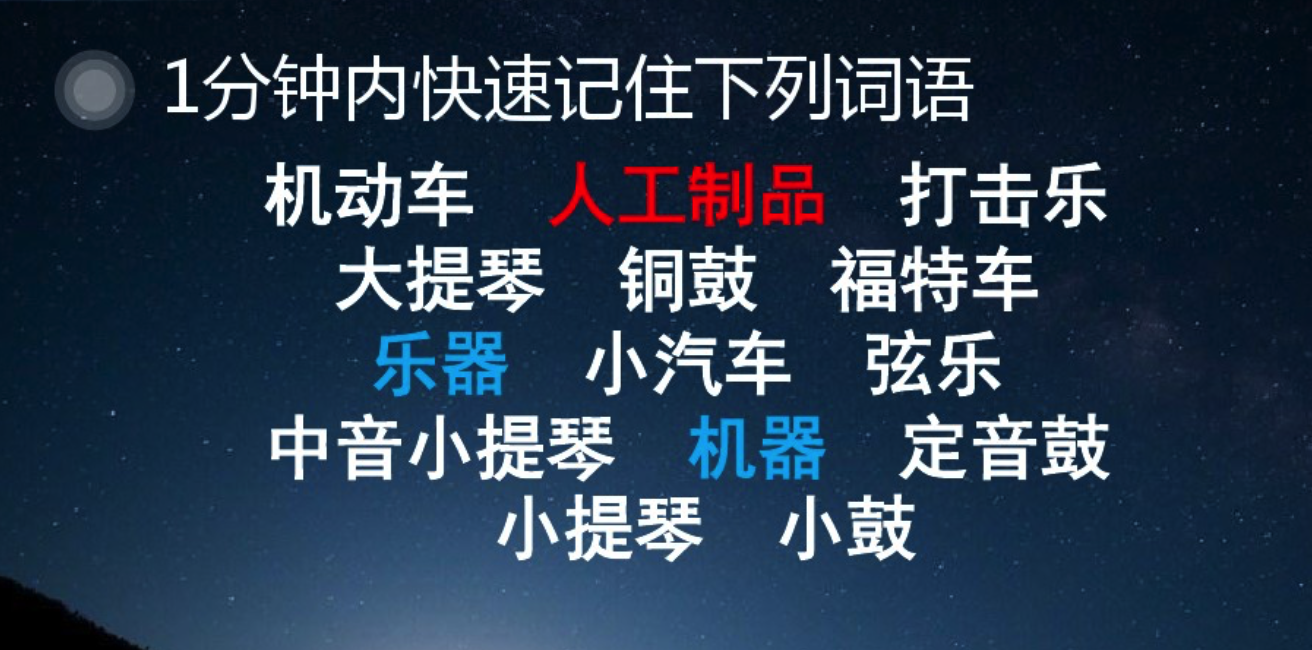 1分钟内快速记住下列词语
机动车 人工制品 打击乐
大提琴 铜鼓 福特车
乐器 小汽车 弦乐
中音小提琴 机器 定音鼓
小提琴 小鼓